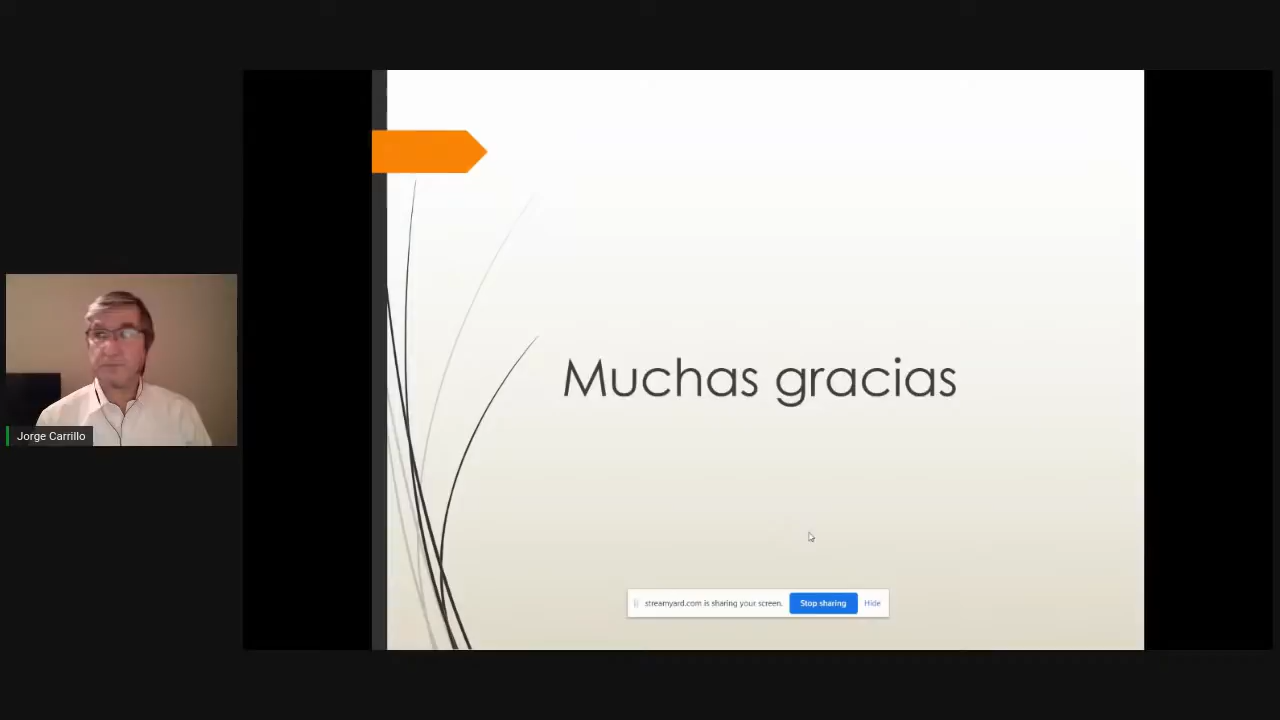 Muchas gracias
Jorge Carrillo
streamyard.com is sharing your screen. Stop sharing Hide